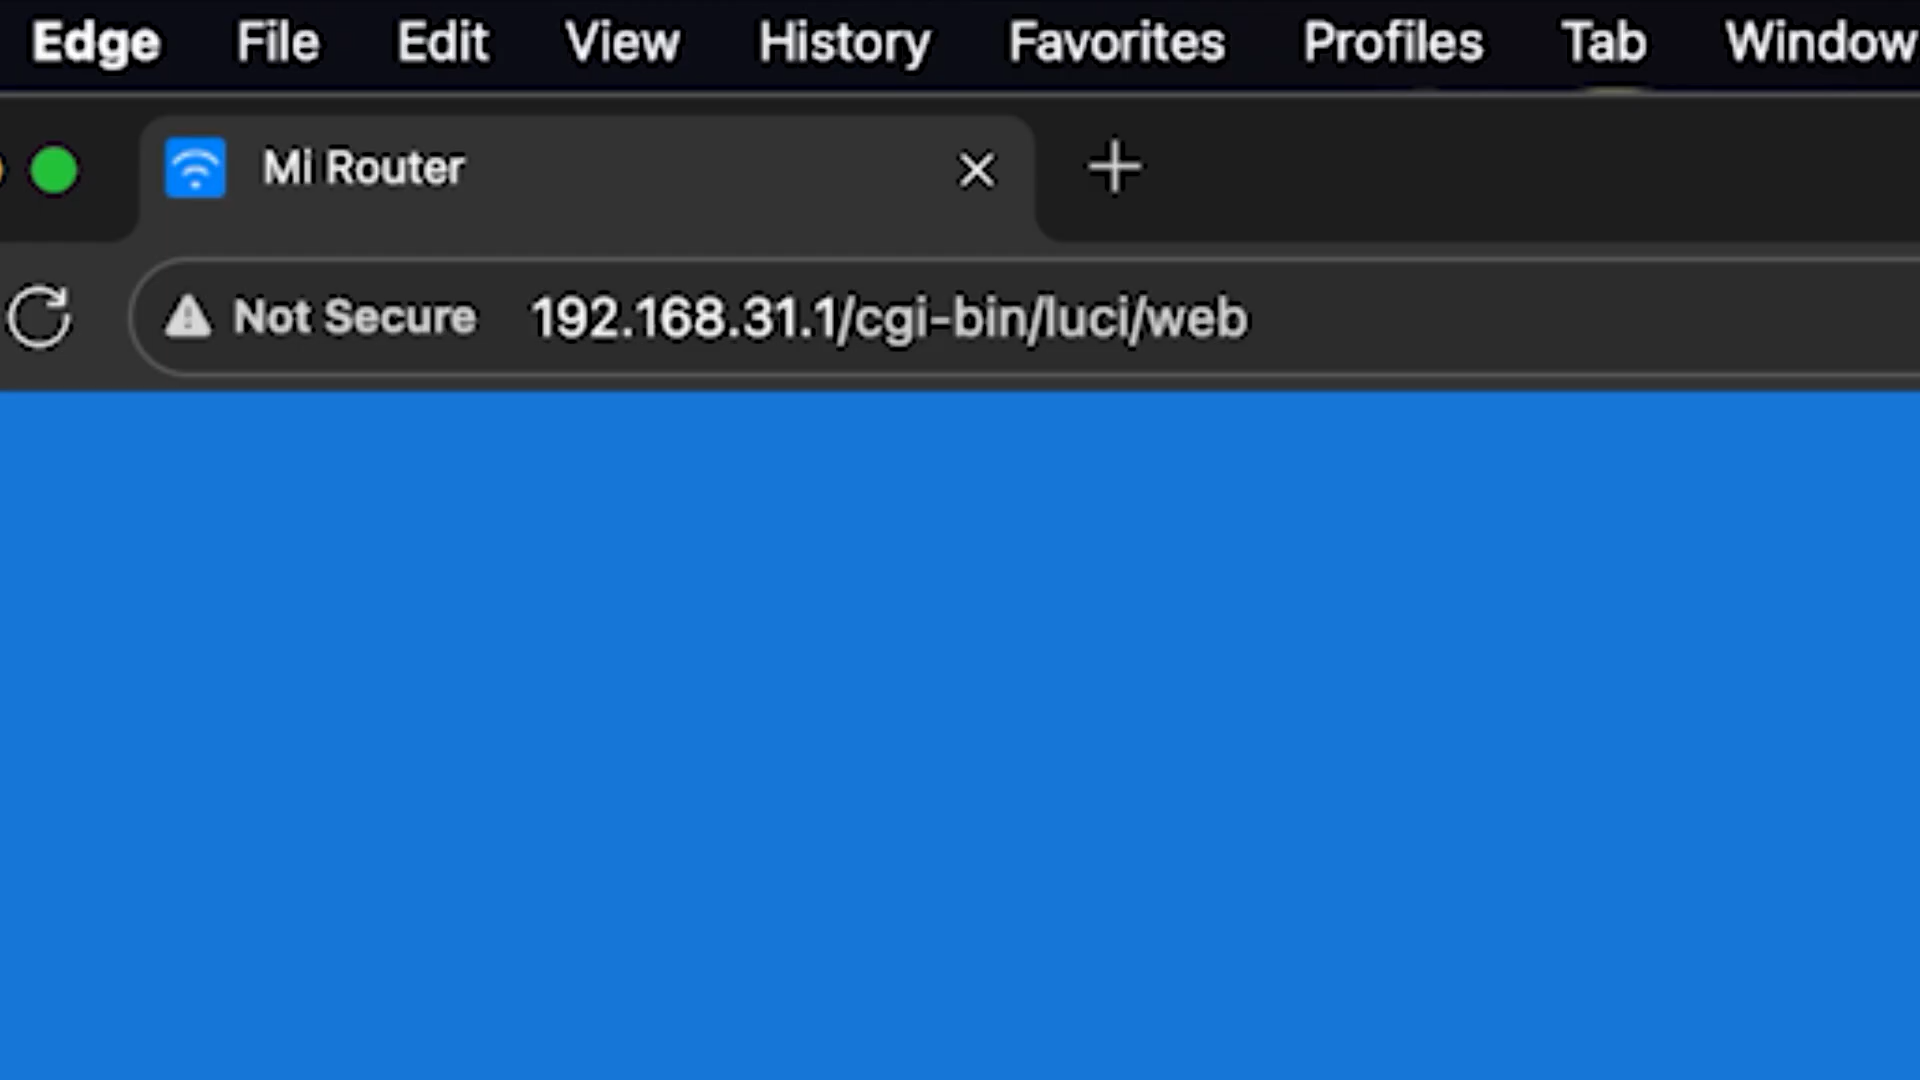 Edge File Edit View History Favorites Profiles Tab Window
Mi Router
Not Secure 192.168.31.1/cgi-bin/luci/web